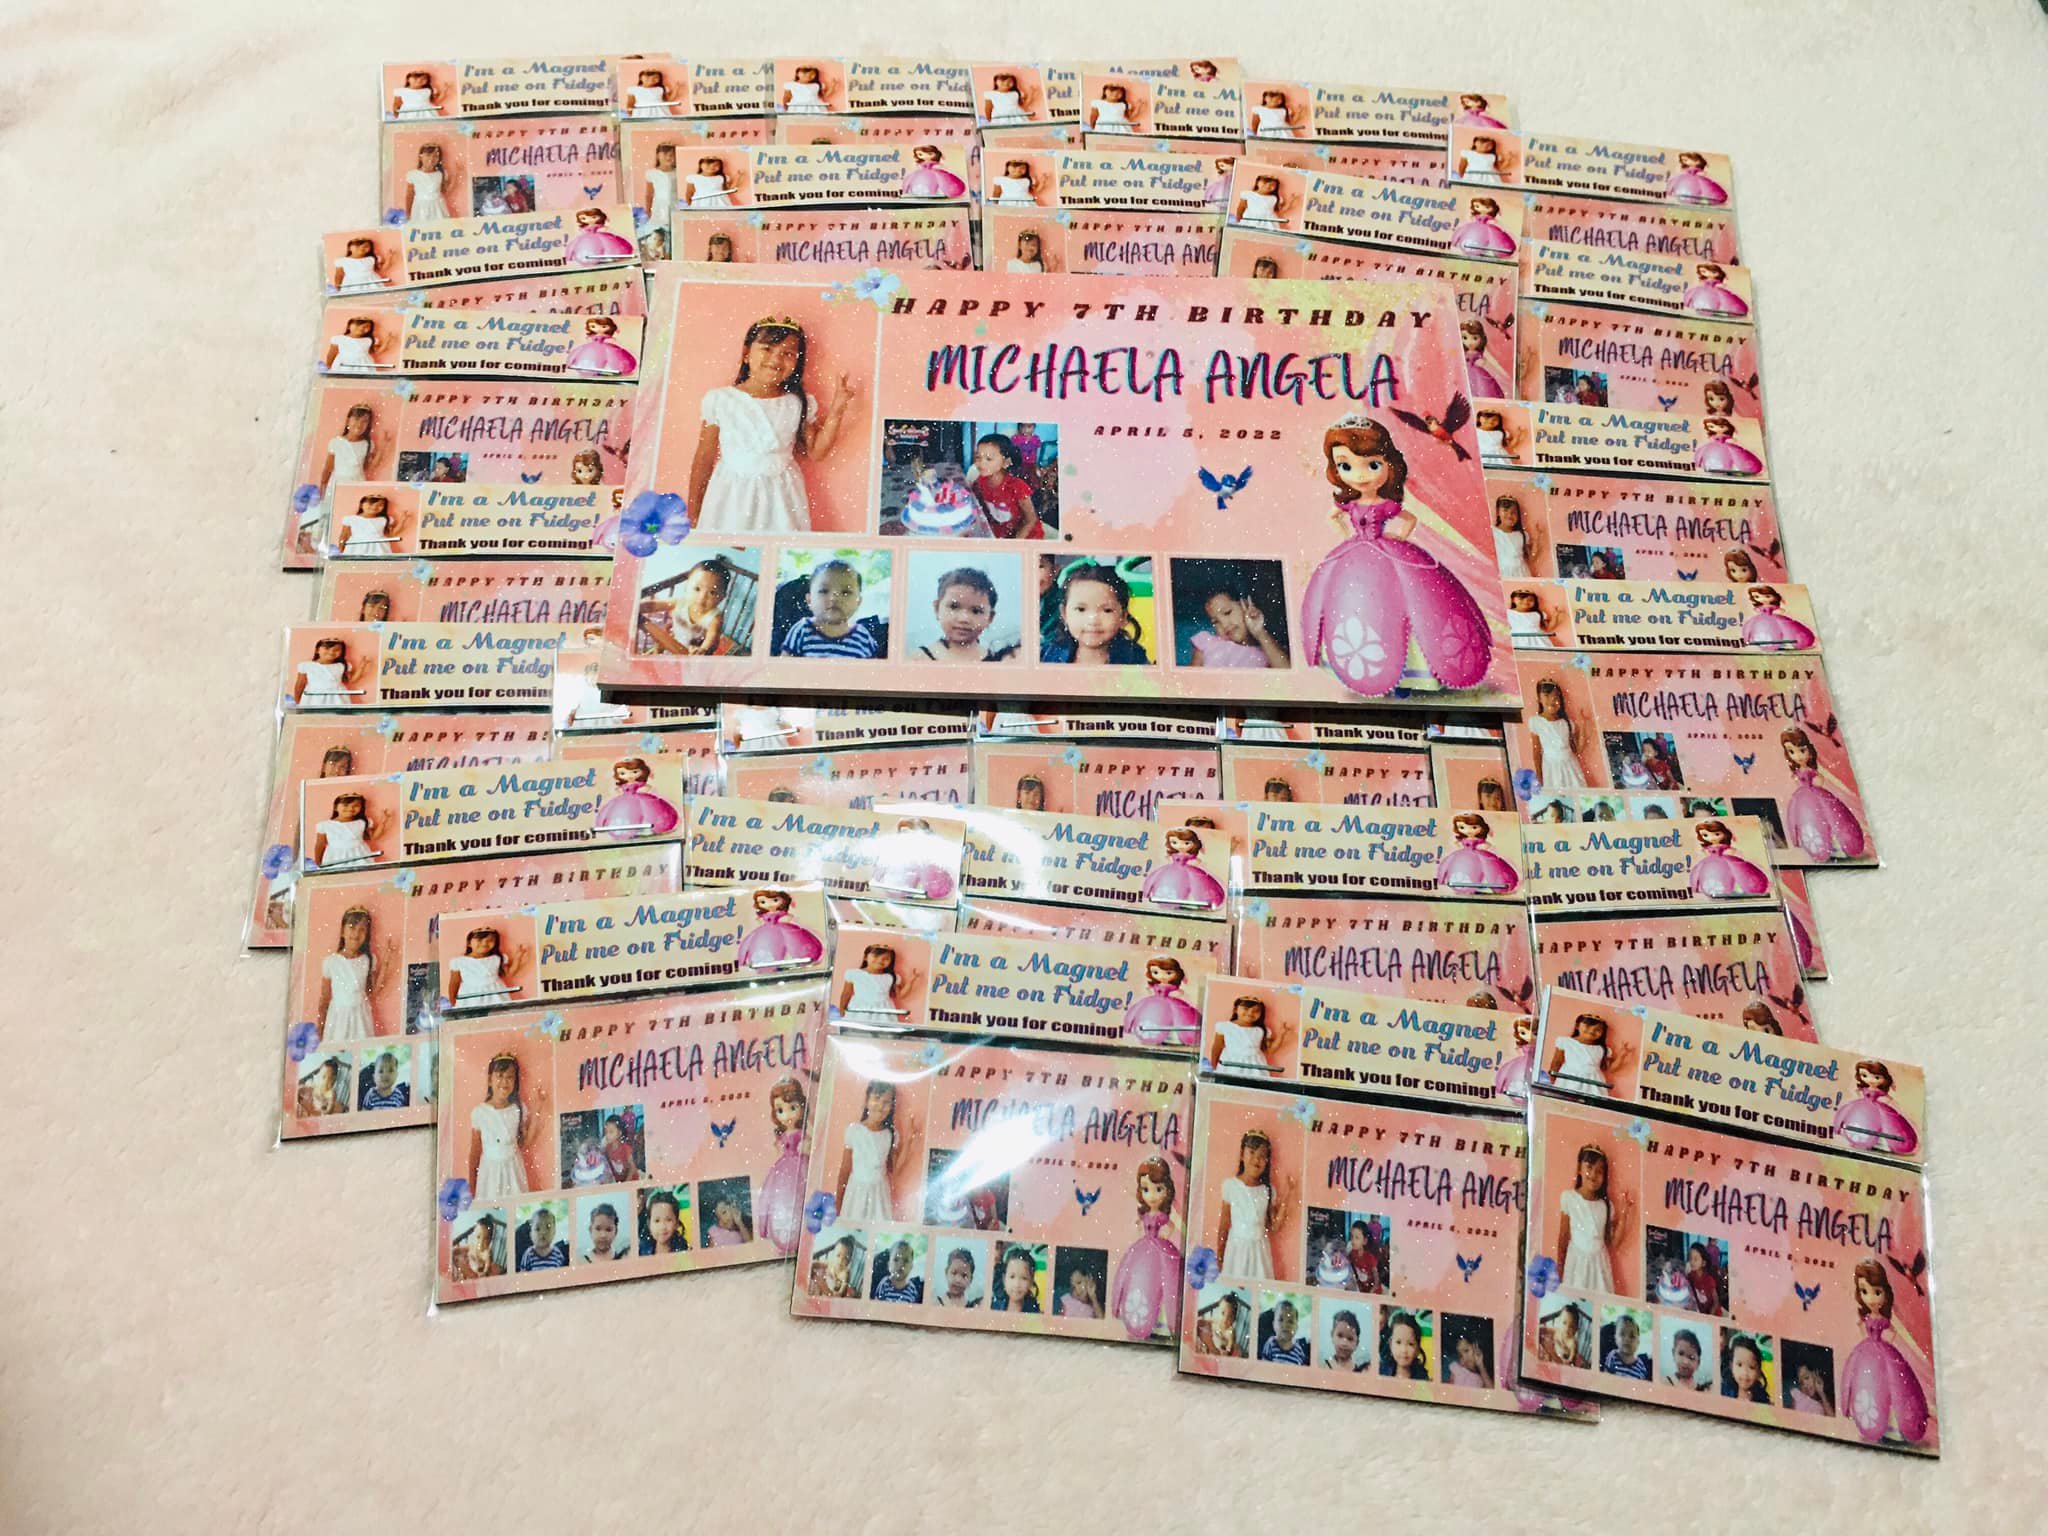 I'm a Magnet
Put me on Fridge!
Thank you for coming!
HAPPY 7TH BIRTHDAY
MICHAELA ANGELA
APRIL 5, 2022